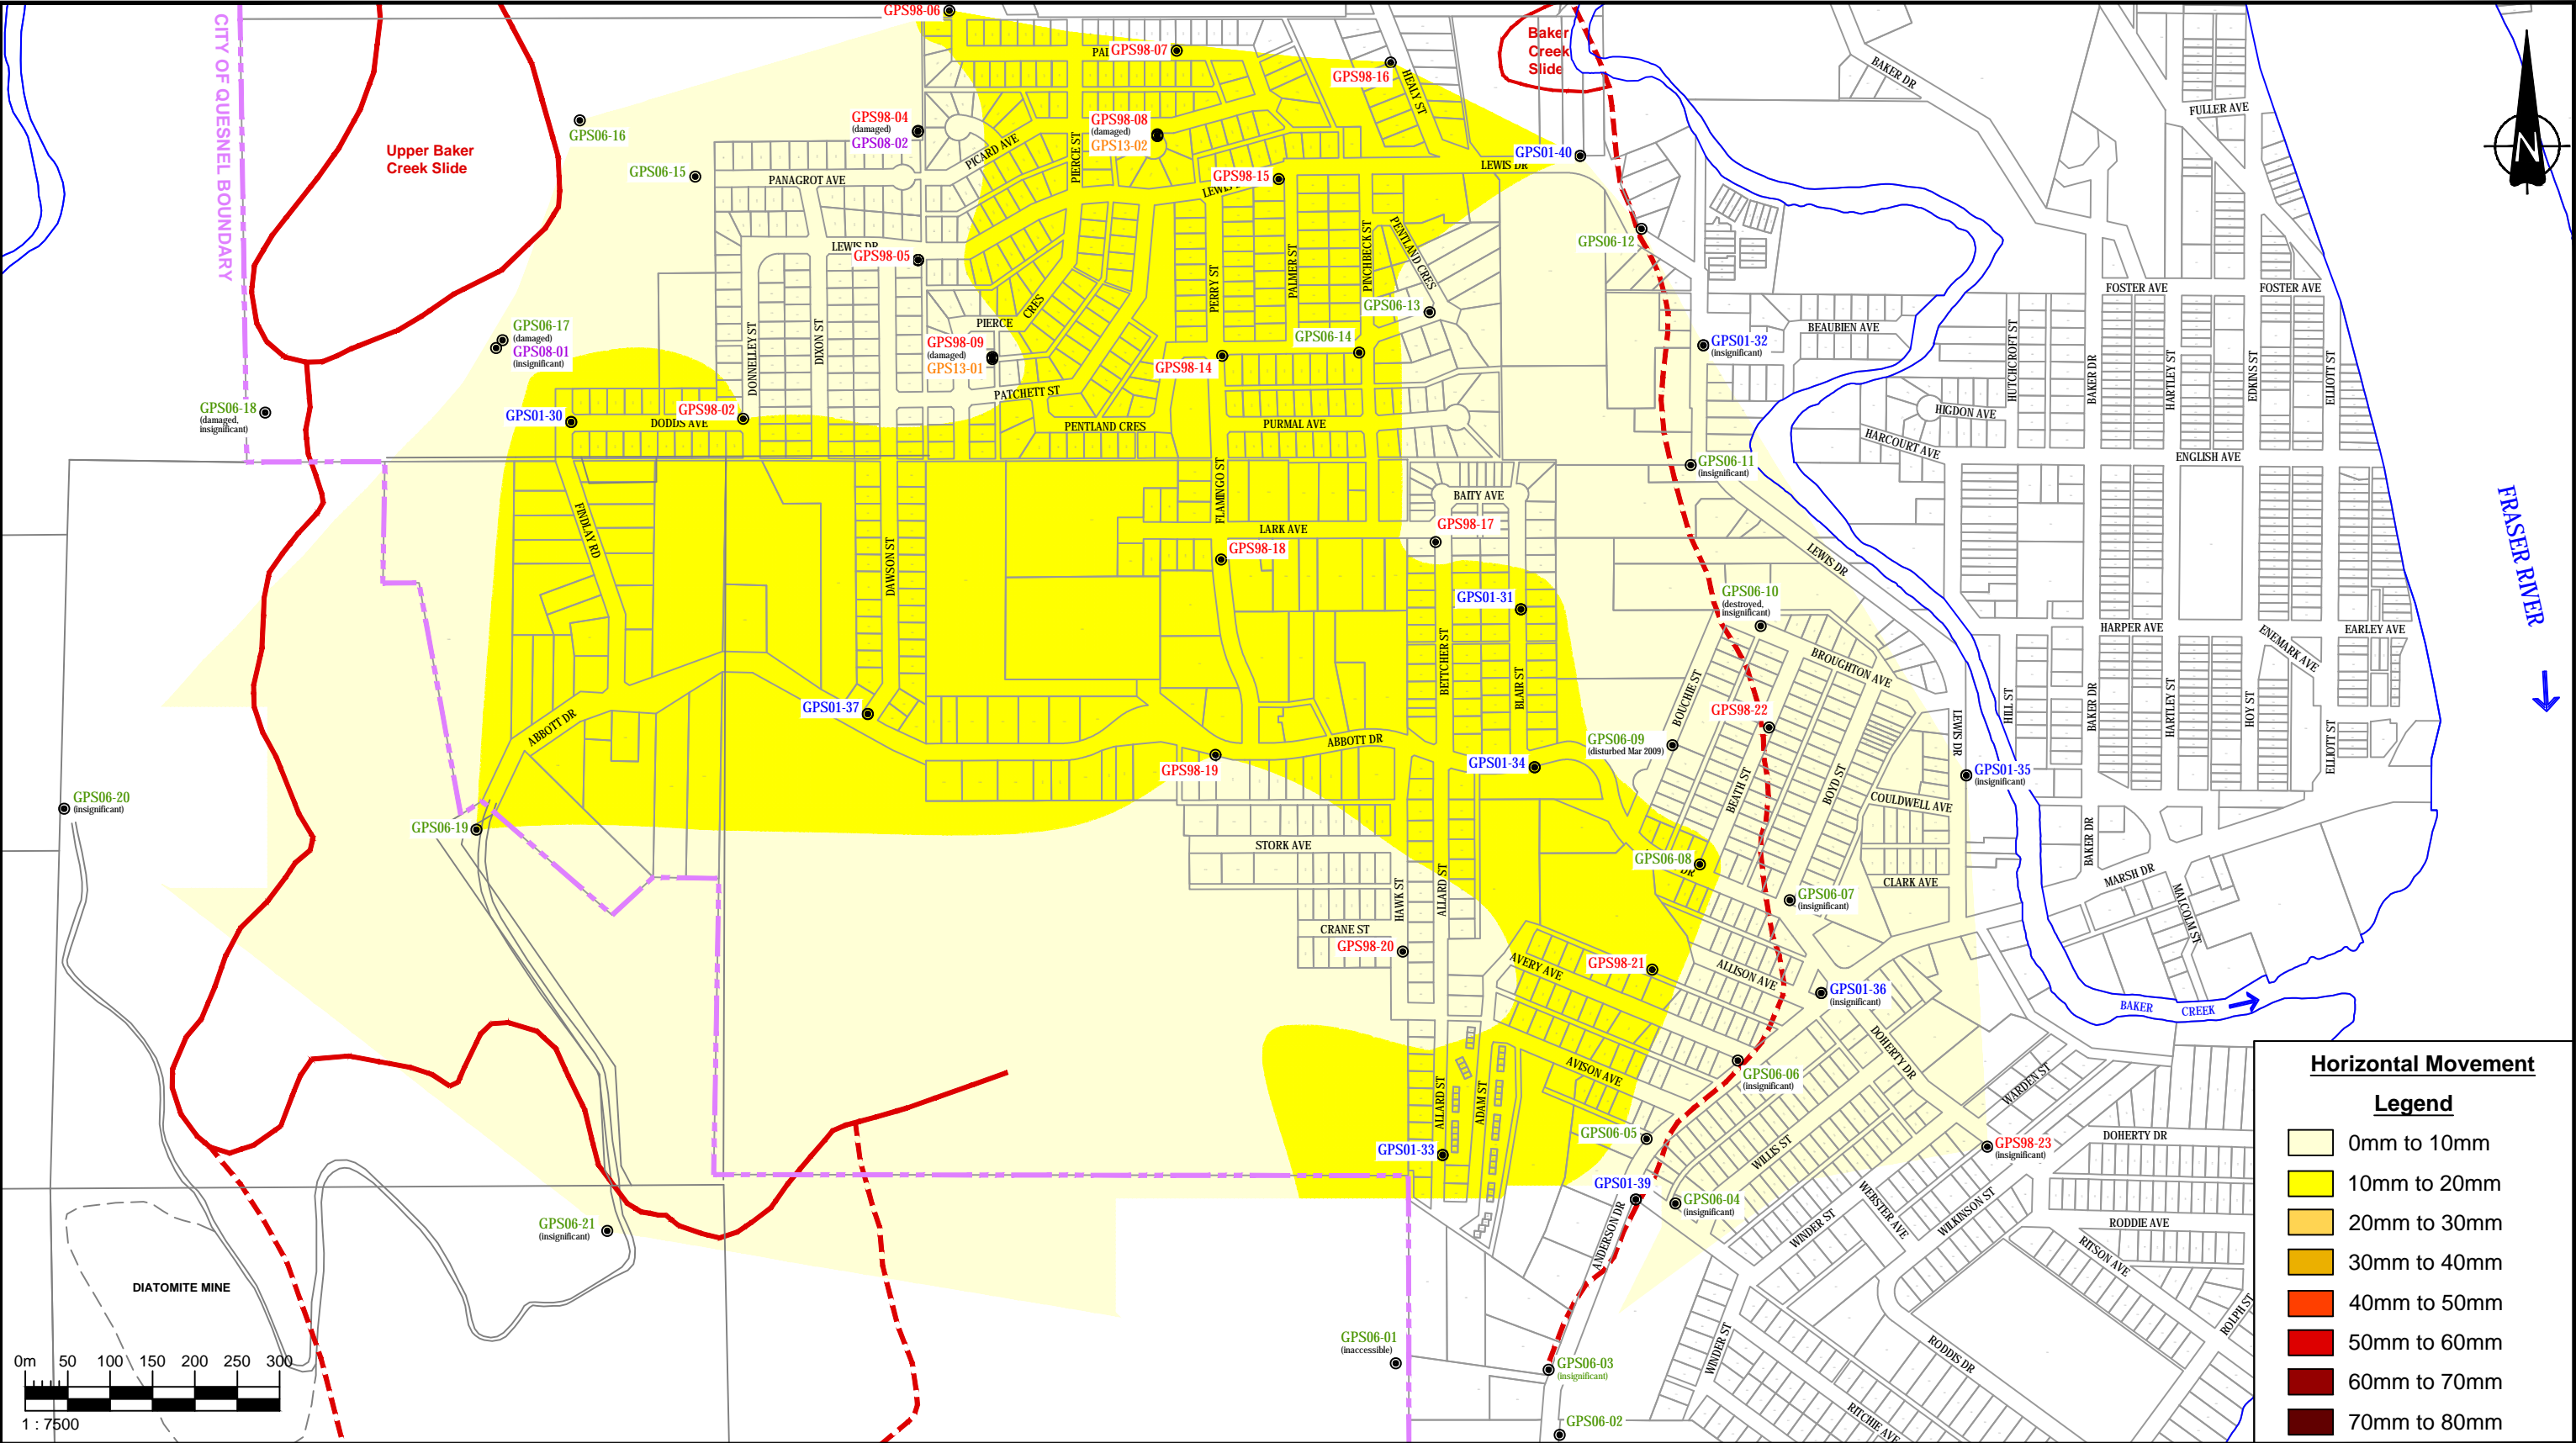 GPS98-06
CITY OF QUESNEL BOUNDARY
Baker
Creek
Slide
GPS98-07
GPS98-16
HEALY ST
BAKER DR
FULLER AVE
N
Upper Baker
Creek Slide
GPS06-16
GPS06-15
GPS98-04
(damaged)
GPS08-02
GPS98-08
(damaged)
GPS13-02
PIERCE ST
PICARD AVE
PANAGROT AVE
GPS01-40
LEWIS DR
GPS98-15
GPS06-12
LEWIS DR
GPS98-05
PERRY ST
PALMER ST
PINCHBECK ST
PENTLAND CRES
GPS06-13
PIERCE
CRES
FOSTER AVE
FOSTER AVE
BEAUBIEN AVE
GPS01-32
(insignificant)
GPS06-17
(damaged)
GPS08-01
(insignificant)
DONNELLEY ST
DIXON ST
GPS98-09
(damaged)
GPS13-01
GPS98-14
GPS06-14
HUTCHCROFT ST
BAKER DR
HARTLEY ST
EDKINS ST
ELLIOTT ST
GPS06-18
(damaged,
insignificant)
GPS01-30
GPS98-02
DODDS AVE
PATCHETT ST
PENTLAND CRES
PURMAL AVE
HIGDON AVE
HARCOURT AVE
ENGLISH AVE
GPS06-11
(insignificant)
FINDLAY RD
DAWSON ST
FLAMINGO ST
LARK AVE
BAITY AVE
GPS98-17
GPS98-18
LEWIS DR
FRASER RIVER
GPS01-31
GPS06-10
(destroyed,
insignificant)
BETTCHER ST
BLAIR ST
HARPER AVE
EARLEY AVE
ENEMARK AVE
BROUGHTON AVE
BOUCHIE ST
GPS98-22
GPS01-37
ABBOTT DR
ABBOTT DR
GPS98-19
GPS01-34
GPS06-09
(disturbed Mar 2009)
LEWIS DR
HILL ST
BAKER DR
HARTLEY ST
HOY ST
ELLIOTT ST
GPS01-35
(insignificant)
GPS06-20
(insignificant)
GPS06-19
BEATH ST
BOYD ST
COULDWELL AVE
BAKER DR
STORK AVE
GPS06-08
DR
CLARK AVE
MARSH DR
MALCOLM ST
HAWK ST
ALLARD ST
GPS06-07
(insignificant)
CRANE ST
GPS98-20
AVERY AVE
GPS98-21
ALLISON AVE
GPS01-36
(insignificant)
BAKER
CREEK
DOHERTY DR
AVISON AVE
GPS06-06
(insignificant)
WARDEN ST
ALLARD ST
ADAM ST
GPS06-05
GPS01-33
WILLIS ST
GPS98-23
(insignificant)
DOHERTY DR
GPS01-39
GPS06-04
(insignificant)
ANDERSON DR
WINDER ST
WEBSTER AVE
WILKINSON ST
RODDIE AVE
RITSON AVE
GPS06-21
(insignificant)
DIATOMITE MINE
GPS06-01
(inaccessible)
GPS06-03
(insignificant)
WINDER ST
RODDIS DR
ROLPH ST
GPS06-02
RITCHIE AVE
0m 50 100 150 200 250 300
1 : 7500
Horizontal Movement
Legend
0mm to 10mm
10mm to 20mm
20mm to 30mm
30mm to 40mm
40mm to 50mm
50mm to 60mm
60mm to 70mm
70mm to 80mm